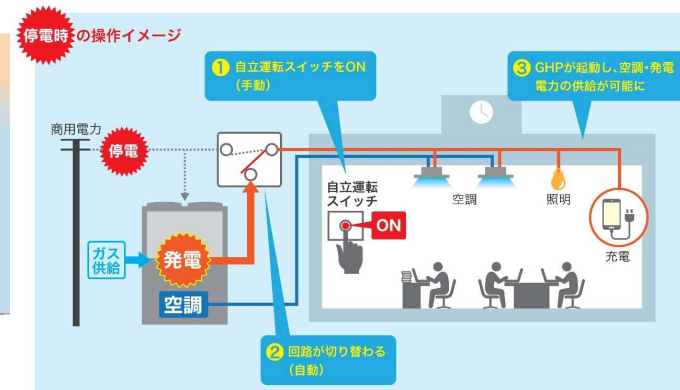 停電時の操作イメージ
❶ 自立運転スイッチをON
（手動）
❸ GHPが起動し、空調・発電
電力の供給が可能に
商用電力
停電
自立運転
スイッチ
ON
空調
照明
充電
ガス
供給
発電
空調
❷ 回路が切り替わる
（自動）